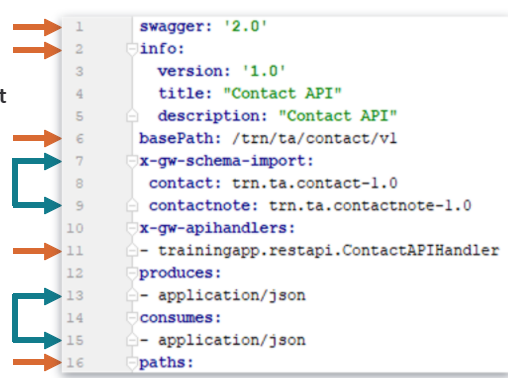 t
1 swagger: '2.0'
2 info:
3 version: '1.0'
4 title: "Contact API"
5 description: "Contact API"
6 basePath: /trn/ta/contact/v1
7 x-gw-schema-import:
8 contact: trn.ta.contact-1.0
9 contactnote: trn.ta.contactnote-1.0
10 x-gw-apihandlers:
11 - trainingapp.restapi.ContactAPIHandler
12 produces:
13 - application/json
14 consumes:
15 - application/json
16 paths: